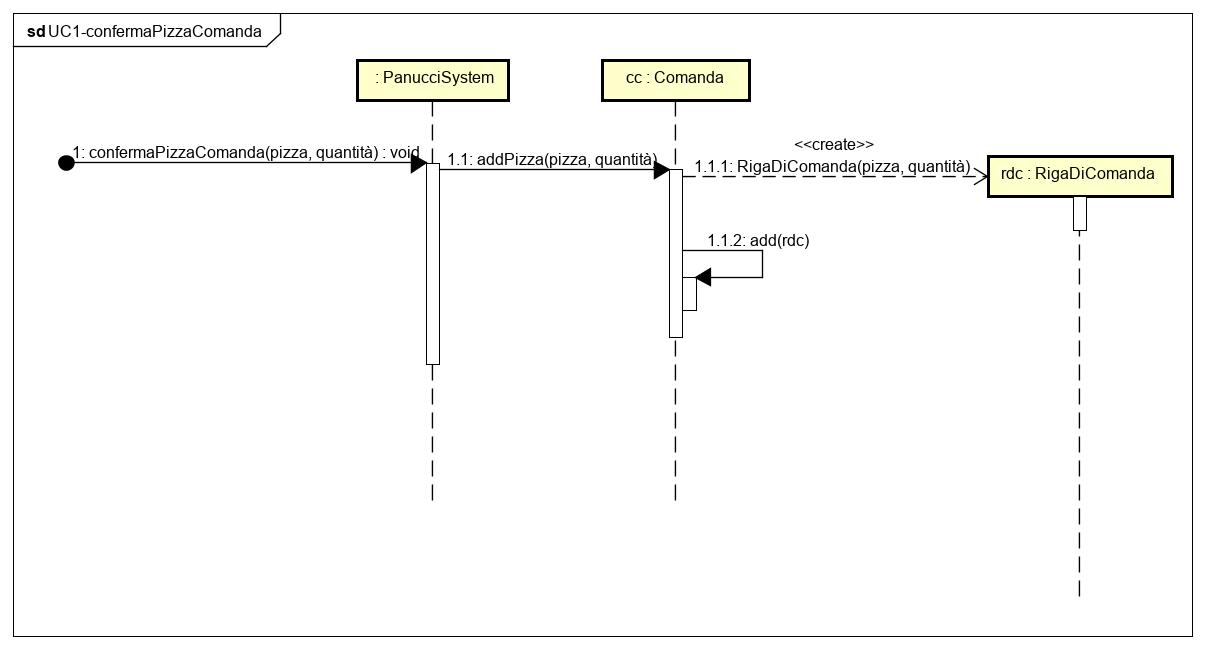 sd UC1-confermaPizzaComanda
: PanucciSystem
cc : Comanda
<<create>>
1: confermaPizzaComanda(pizza, quantità) : void
1.1: addPizza(pizza, quantità)
1.1.1: RigaDiComanda(pizza, quantità)
rdc : RigaDiComanda
1.1.2: add(rdc)